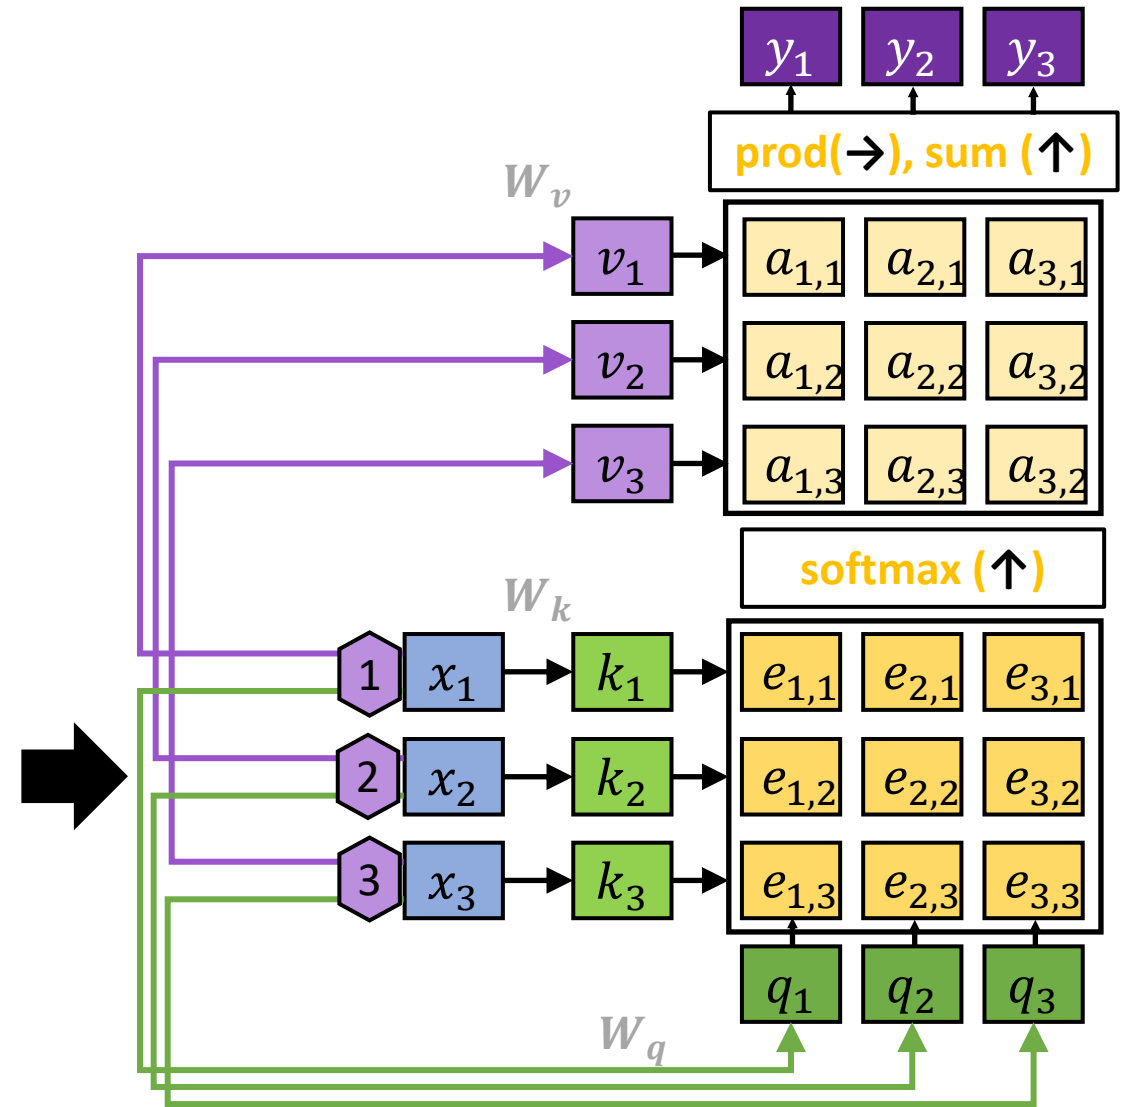 y₁ y₂ y₃
prod(→), sum (↑)
W_v
v₁ a₁,₁ a₂,₁ a₃,₁
v₂ a₁,₂ a₂,₂ a₃,₂
v₃ a₁,₃ a₂,₃ a₃,₂
softmax (↑)
W_k
1 x₁ k₁ e₁,₁ e₂,₁ e₃,₁
2 x₂ k₂ e₁,₂ e₂,₂ e₃,₂
3 x₃ k₃ e₁,₃ e₂,₃ e₃,₃
q₁ q₂ q₃
W_q